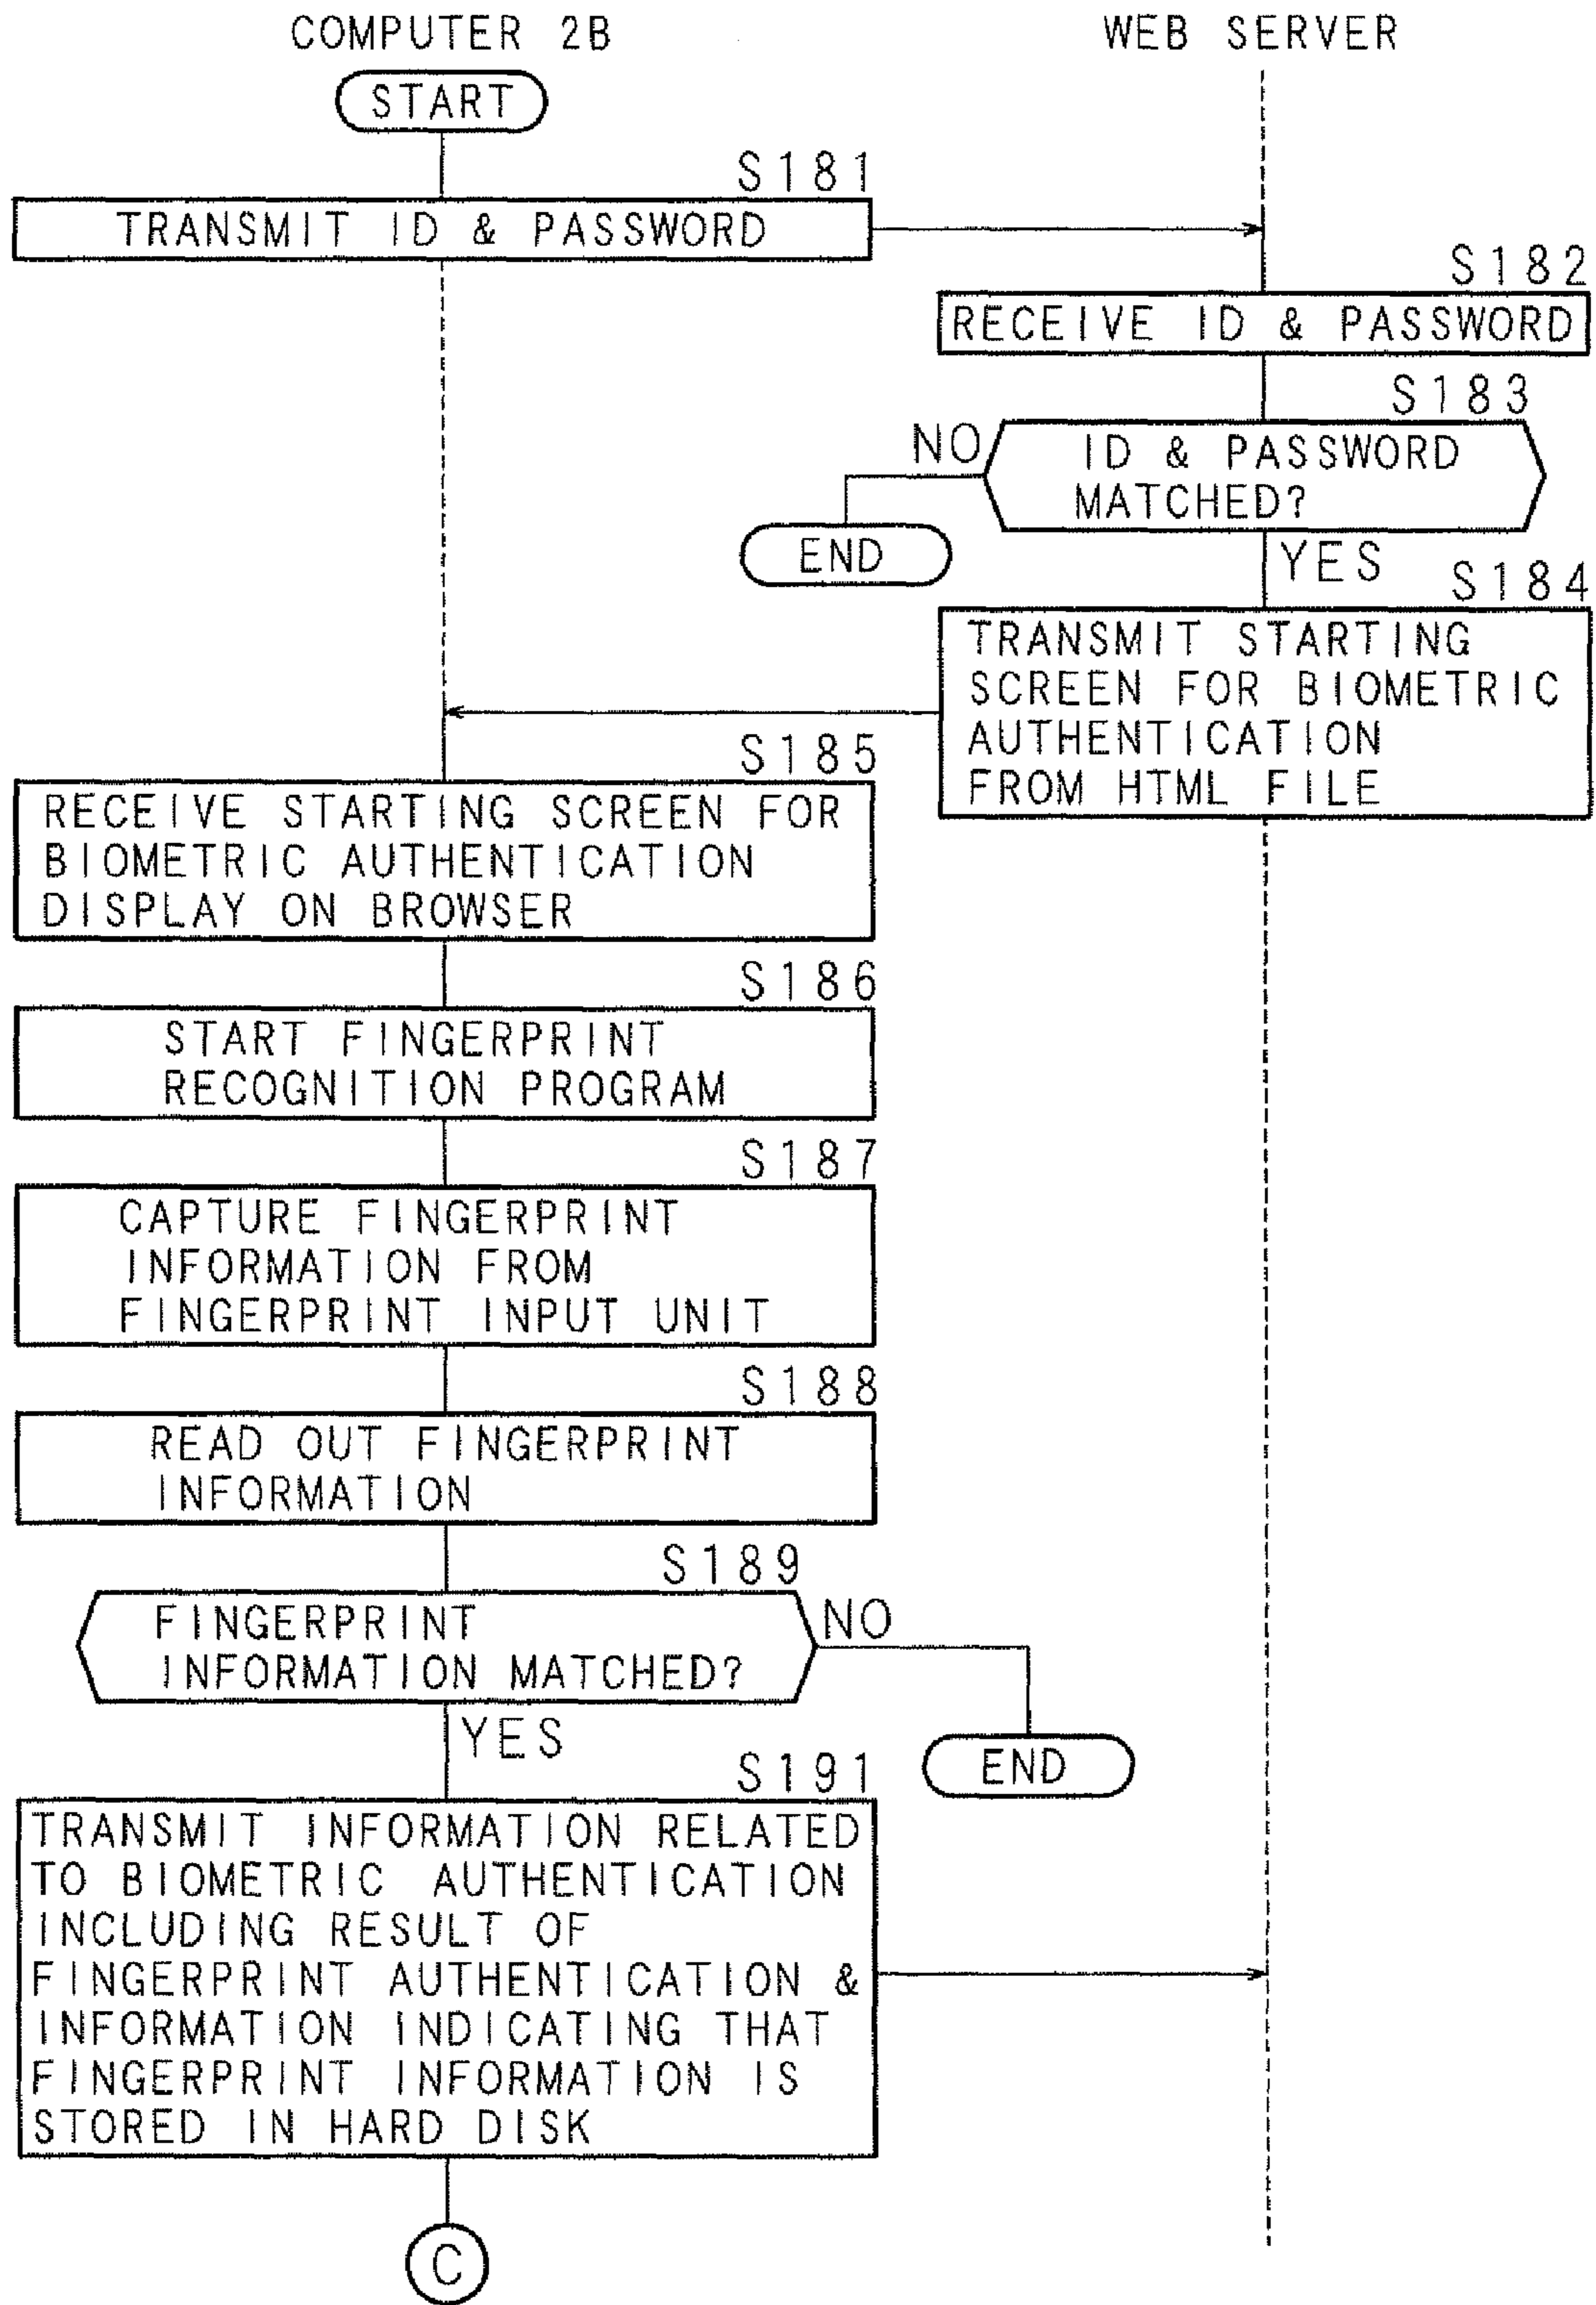 COMPUTER 2B
WEB SERVER
START
S181
TRANSMIT ID & PASSWORD
S182
RECEIVE ID & PASSWORD
S183
NO
ID & PASSWORD
MATCHED?
END
YES
S184
TRANSMIT STARTING
SCREEN FOR BIOMETRIC
AUTHENTICATION
FROM HTML FILE
S185
RECEIVE STARTING SCREEN FOR
BIOMETRIC AUTHENTICATION
DISPLAY ON BROWSER
S186
START FINGERPRINT
RECOGNITION PROGRAM
S187
CAPTURE FINGERPRINT
INFORMATION FROM
FINGERPRINT INPUT UNIT
S188
READ OUT FINGERPRINT
INFORMATION
S189
FINGERPRINT
INFORMATION MATCHED?
NO
YES
END
S191
TRANSMIT INFORMATION RELATED
TO BIOMETRIC AUTHENTICATION
INCLUDING RESULT OF
FINGERPRINT AUTHENTICATION &
INFORMATION INDICATING THAT
FINGERPRINT INFORMATION IS
STORED IN HARD DISK
C